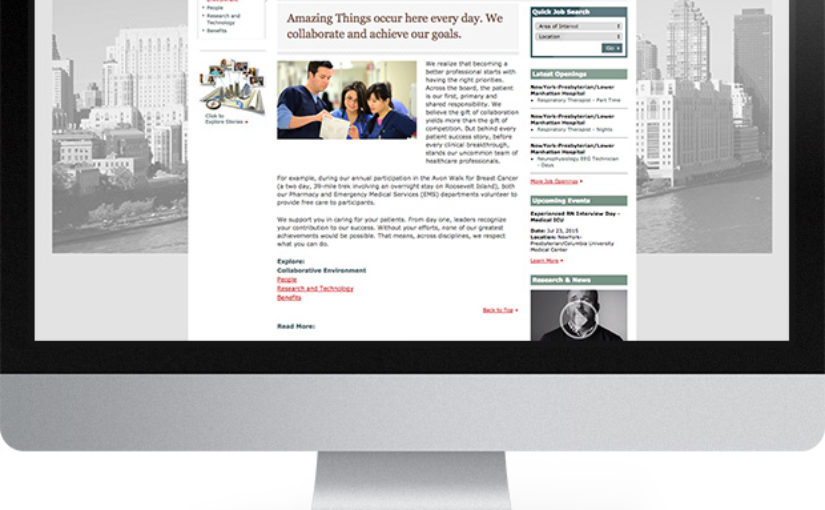 People
Research and
Technology
Benefits
Click to
Explore Stories
Amazing Things occur here every day. We
collaborate and achieve our goals.
We realize that becoming a
better professional starts with
having the right priorities.
Across the board, the patient
is our first, primary and
shared responsibility. We
believe the gift of collaboration
yields more than the gift of
competition. But behind every
patient success story, before
every clinical breakthrough,
stands our uncommon team of
healthcare professionals.
For example, during our annual participation in the Avon Walk for Breast Cancer
(a two day, 39-mile trek involving an overnight stay on Roosevelt Island), both
our Pharmacy and Emergency Medical Services (EMS) departments volunteer to
provide free care to participants.
We support you in caring for your patients. From day one, leaders recognize
your contribution to our success. Without your efforts, none of our greatest
achievements would be possible. That means, across disciplines, we respect
what you can do.
Explore:
Collaborative Environment
People
Research and Technology
Benefits
Back to Top
Read More:
Quick Job Search
Area of Interest
Location
Go
Latest Openings
NewYork-Presbyterian/Lower
Manhattan Hospital
Respiratory Therapist - Part Time
NewYork-Presbyterian/Lower
Manhattan Hospital
Respiratory Therapist - Nights
NewYork-Presbyterian/Lower
Manhattan Hospital
Neurophysiology EEG Technician
- Days
More Job Openings
Upcoming Events
Experienced RN Interview Day -
Medical ICU
Date: Jul 23, 2015
Location: NewYork-
Presbyterian/Columbia University
Medical Center
Learn More
Research & News